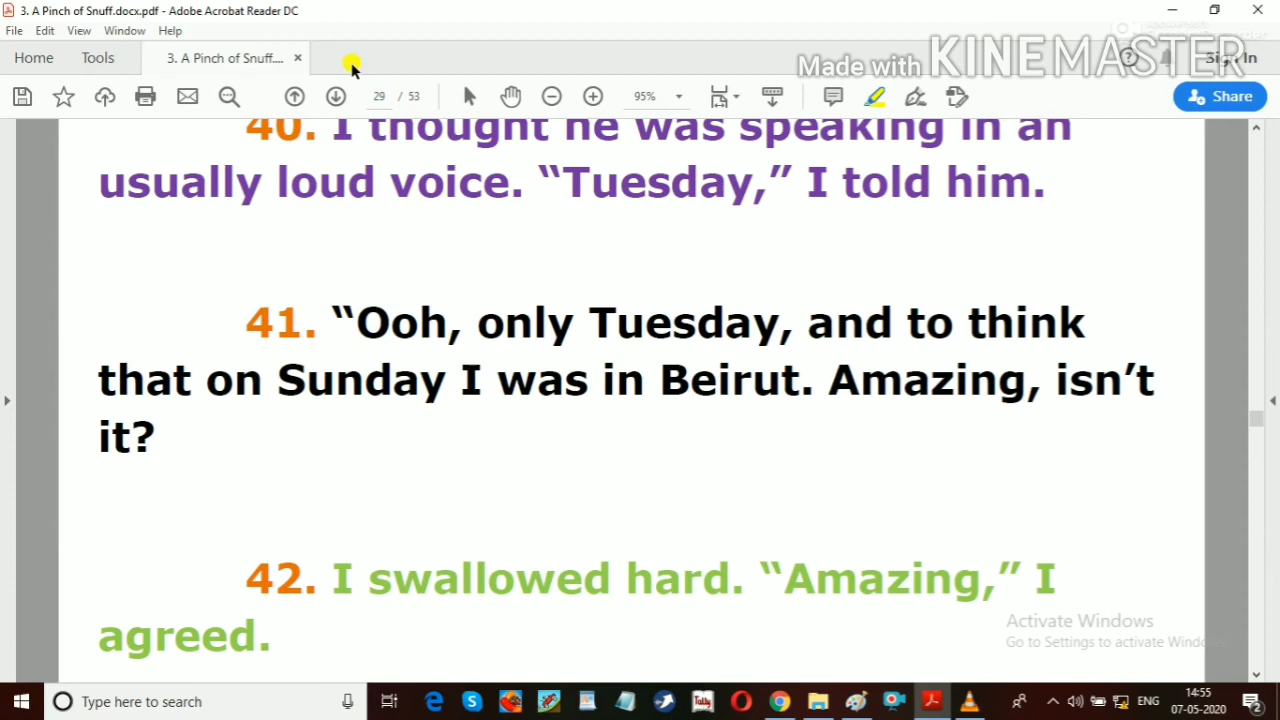 3. A Pinch of Snuff.docx.pdf - Adobe Acrobat Reader DC
File Edit View Window Help
Home Tools 3. A Pinch of Snuff.... × Sign In
Made with KINEMASTER
29 / 53 95% Share
40. I thought he was speaking in an
usually loud voice. “Tuesday,” I told him.
41. “Ooh, only Tuesday, and to think
that on Sunday I was in Beirut. Amazing, isn’t
it?
42. I swallowed hard. “Amazing,” I
agreed.
Activate Windows
Go to Settings to activate Windows.
Type here to search
Tally
ENG
14:55
07-05-2020
2